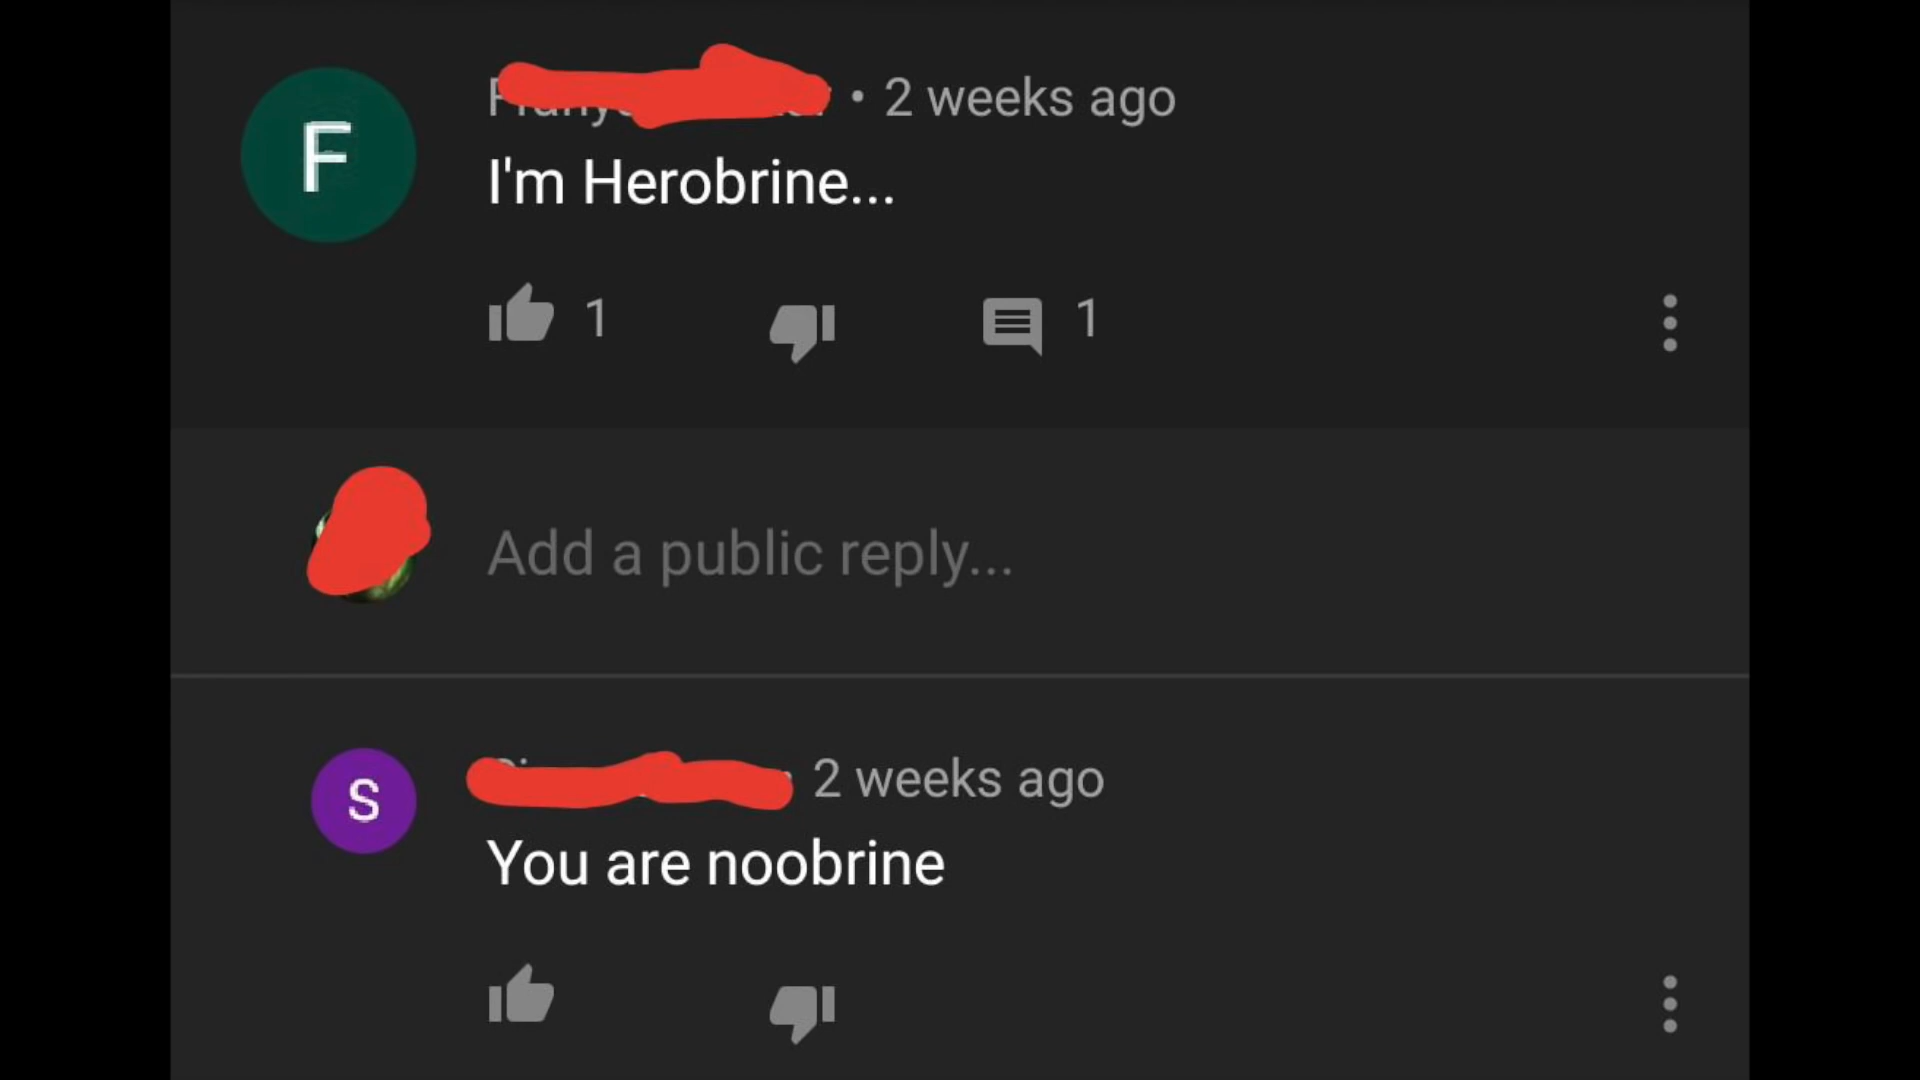 F
• 2 weeks ago
I'm Herobrine...
1 1
Add a public reply...
S
2 weeks ago
You are noobrine